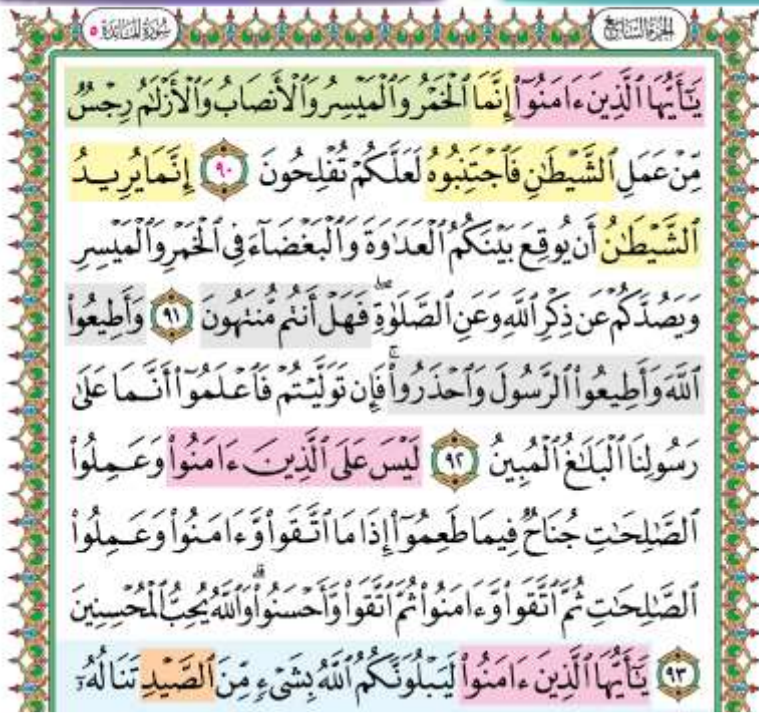 الجزء السابع
سورة المائدة ٥
يَٰٓأَيُّهَا ٱلَّذِينَ ءَامَنُوٓا۟ إِنَّمَا ٱلْخَمْرُ وَٱلْمَيْسِرُ وَٱلْأَنصَابُ وَٱلْأَزْلَٰمُ رِجْسٌ
مِّنْ عَمَلِ ٱلشَّيْطَٰنِ فَٱجْتَنِبُوهُ لَعَلَّكُمْ تُفْلِحُونَ ٩٠ إِنَّمَا يُرِيدُ
ٱلشَّيْطَٰنُ أَن يُوقِعَ بَيْنَكُمُ ٱلْعَدَٰوَةَ وَٱلْبَغْضَآءَ فِى ٱلْخَمْرِ وَٱلْمَيْسِرِ
وَيَصُدَّكُمْ عَن ذِكْرِ ٱللَّهِ وَعَنِ ٱلصَّلَوٰةِ ۖ فَهَلْ أَنتُم مُّنتَهُونَ ٩١ وَأَطِيعُوا۟
ٱللَّهَ وَأَطِيعُوا۟ ٱلرَّسُولَ وَٱحْذَرُوا۟ ۚ فَإِن تَوَلَّيْتُمْ فَٱعْلَمُوٓا۟ أَنَّمَا عَلَىٰ
رَسُولِنَا ٱلْبَلَٰغُ ٱلْمُبِينُ ٩٢ لَيْسَ عَلَى ٱلَّذِينَ ءَامَنُوا۟ وَعَمِلُوا۟
ٱلصَّٰلِحَٰتِ جُنَاحٌ فِيمَا طَعِمُوٓا۟ إِذَا مَا ٱتَّقَوا۟ وَّءَامَنُوا۟ وَعَمِلُوا۟
ٱلصَّٰلِحَٰتِ ثُمَّ ٱتَّقَوا۟ وَّءَامَنُوا۟ ثُمَّ ٱتَّقَوا۟ وَّأَحْسَنُوا۟ ۗ وَٱللَّهُ يُحِبُّ ٱلْمُحْسِنِينَ
٩٣ يَٰٓأَيُّهَا ٱلَّذِينَ ءَامَنُوا۟ لَيَبْلُوَنَّكُمُ ٱللَّهُ بِشَىْءٍ مِّنَ ٱلصَّيْدِ تَنَالُهُۥٓ